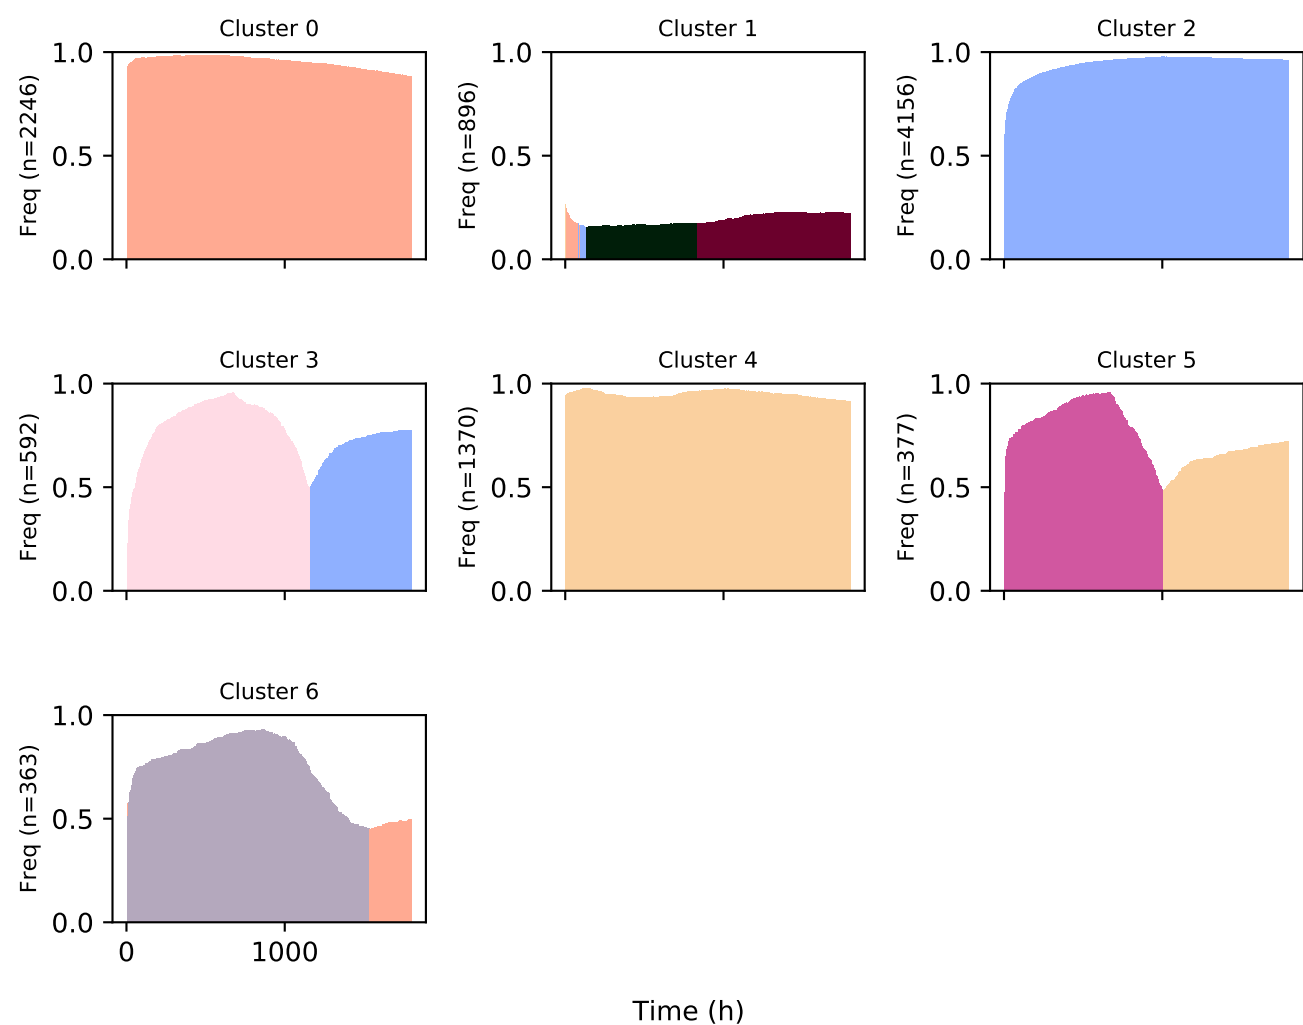 Cluster 0
Cluster 1
Cluster 2
1.0
0.5
0.0
Freq (n=2246)
1.0
0.5
0.0
Freq (n=896)
1.0
0.5
0.0
Freq (n=4156)
Cluster 3
Cluster 4
Cluster 5
1.0
0.5
0.0
Freq (n=592)
1.0
0.5
0.0
Freq (n=1370)
1.0
0.5
0.0
Freq (n=377)
Cluster 6
1.0
0.5
0.0
Freq (n=363)
0 1000
Time (h)